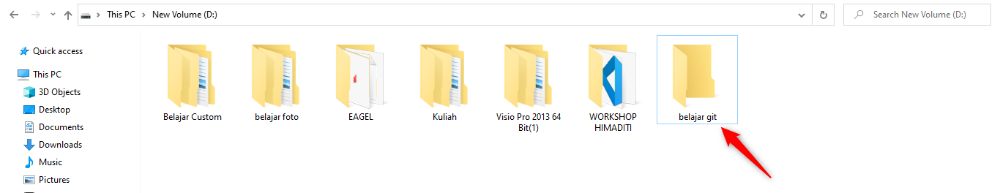 This PC > New Volume (D:)
Search New Volume (D:)
Quick access
This PC
3D Objects
Desktop
Documents
Downloads
Music
Pictures
Belajar Custom
belajar foto
EAGEL
Kuliah
Visio Pro 2013 64
Bit(1)
WORKSHOP
HIMADITI
belajar git